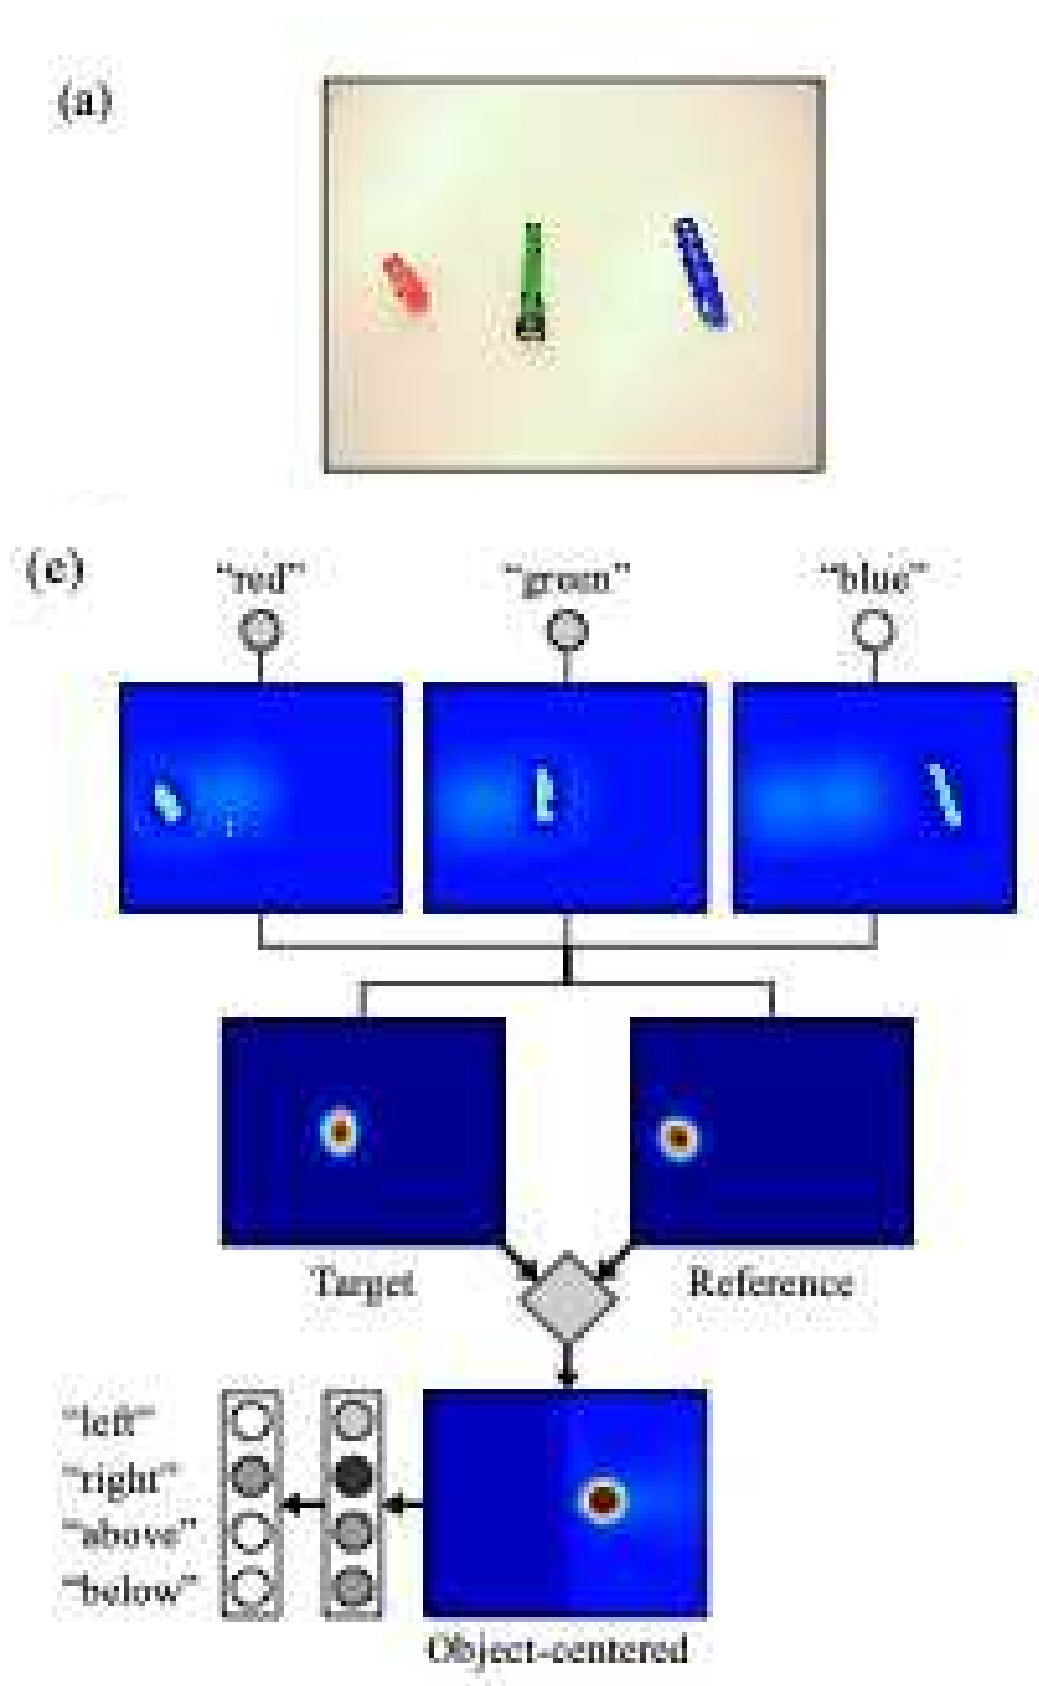 (a)
(e)
“red” “green” “blue”
Target Reference
“left”
“right”
“above”
“below”
Object-centered